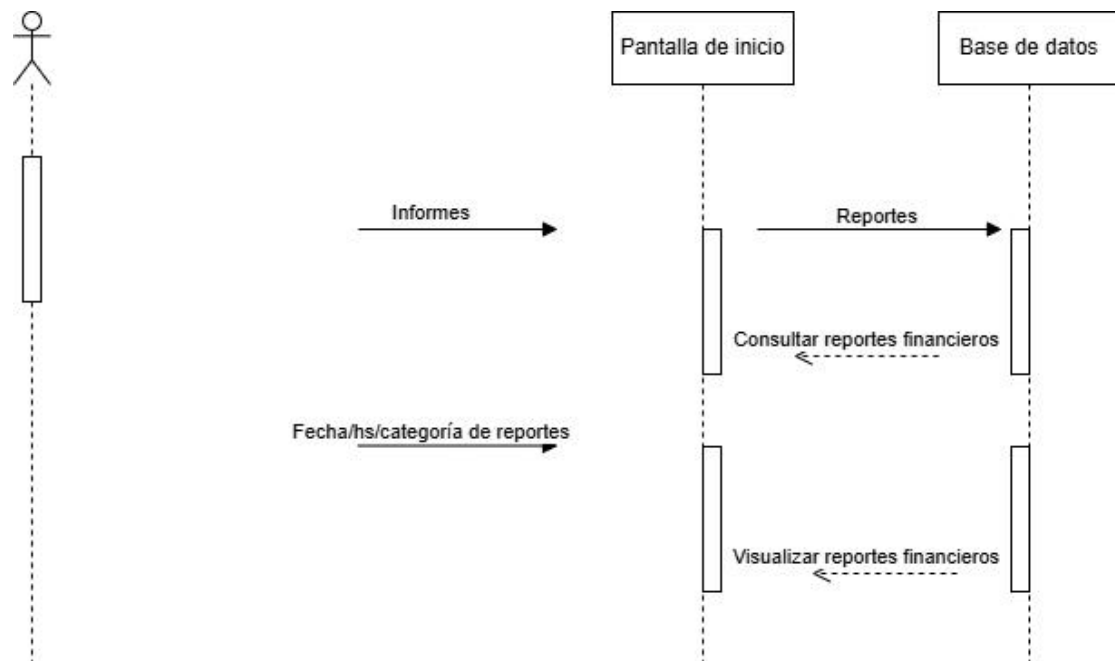 Pantalla de inicio
Base de datos
Informes
Reportes
Consultar reportes financieros
Fecha/hs/categoría de reportes
Visualizar reportes financieros